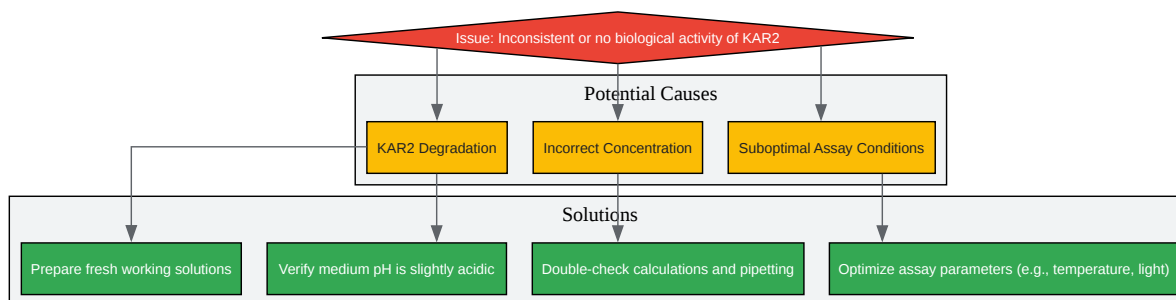 Issue: Inconsistent or no biological activity of KAR2
Potential Causes
KAR2 Degradation
Incorrect Concentration
Suboptimal Assay Conditions
Solutions
Prepare fresh working solutions
Verify medium pH is slightly acidic
Double-check calculations and pipetting
Optimize assay parameters (e.g., temperature, light)